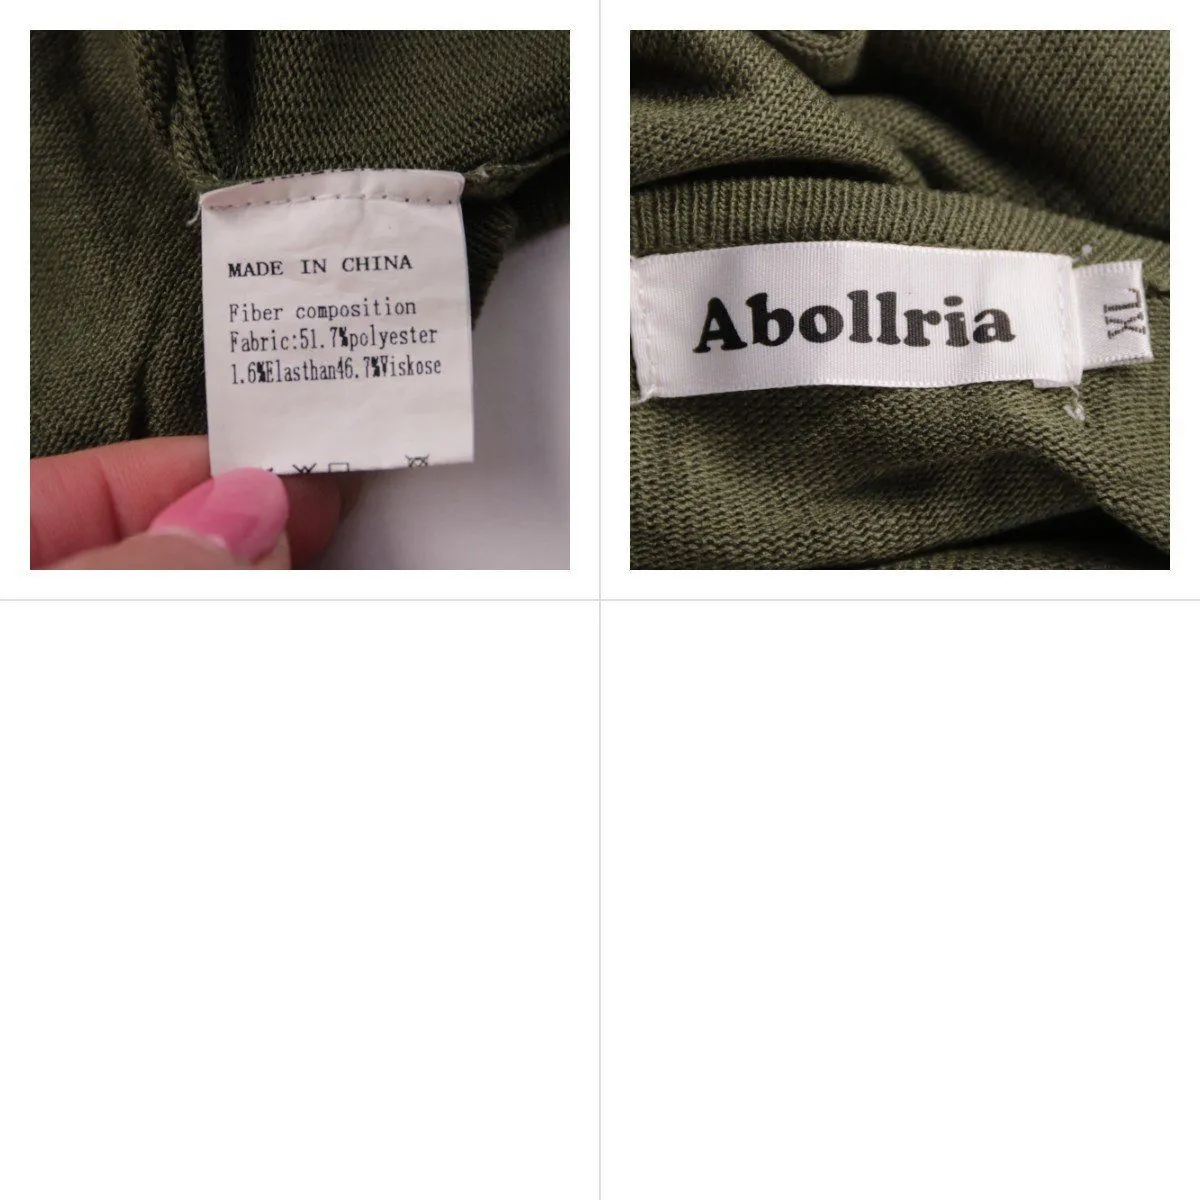 MADE IN CHINA
Fiber composition
Fabric:51.7%polyester
1.6%Elasthan46.7%Viskose
Abollria
XL